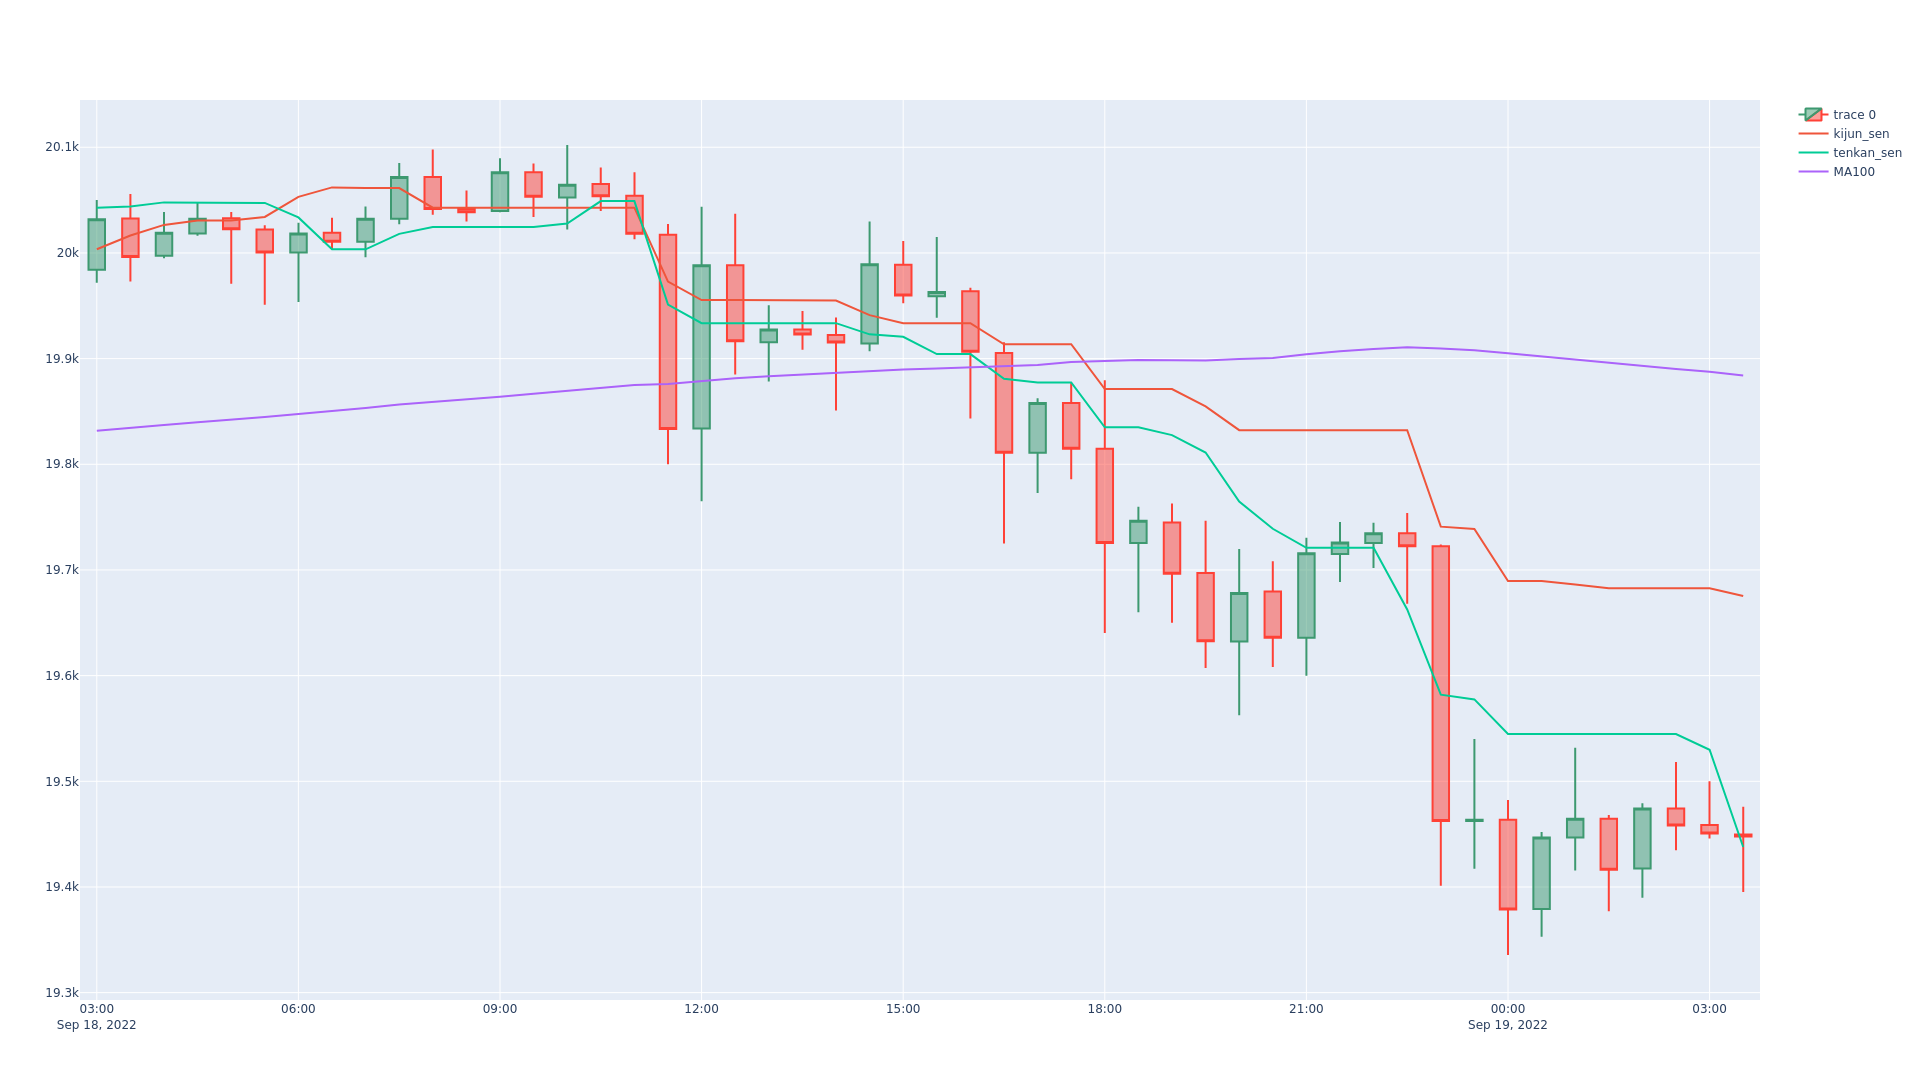 trace 0
kijun_sen
tenkan_sen
MA100
20.1k
20k
19.9k
19.8k
19.7k
19.6k
19.5k
19.4k
19.3k
03:00 06:00 09:00 12:00 15:00 18:00 21:00 00:00 03:00
Sep 18, 2022 Sep 19, 2022